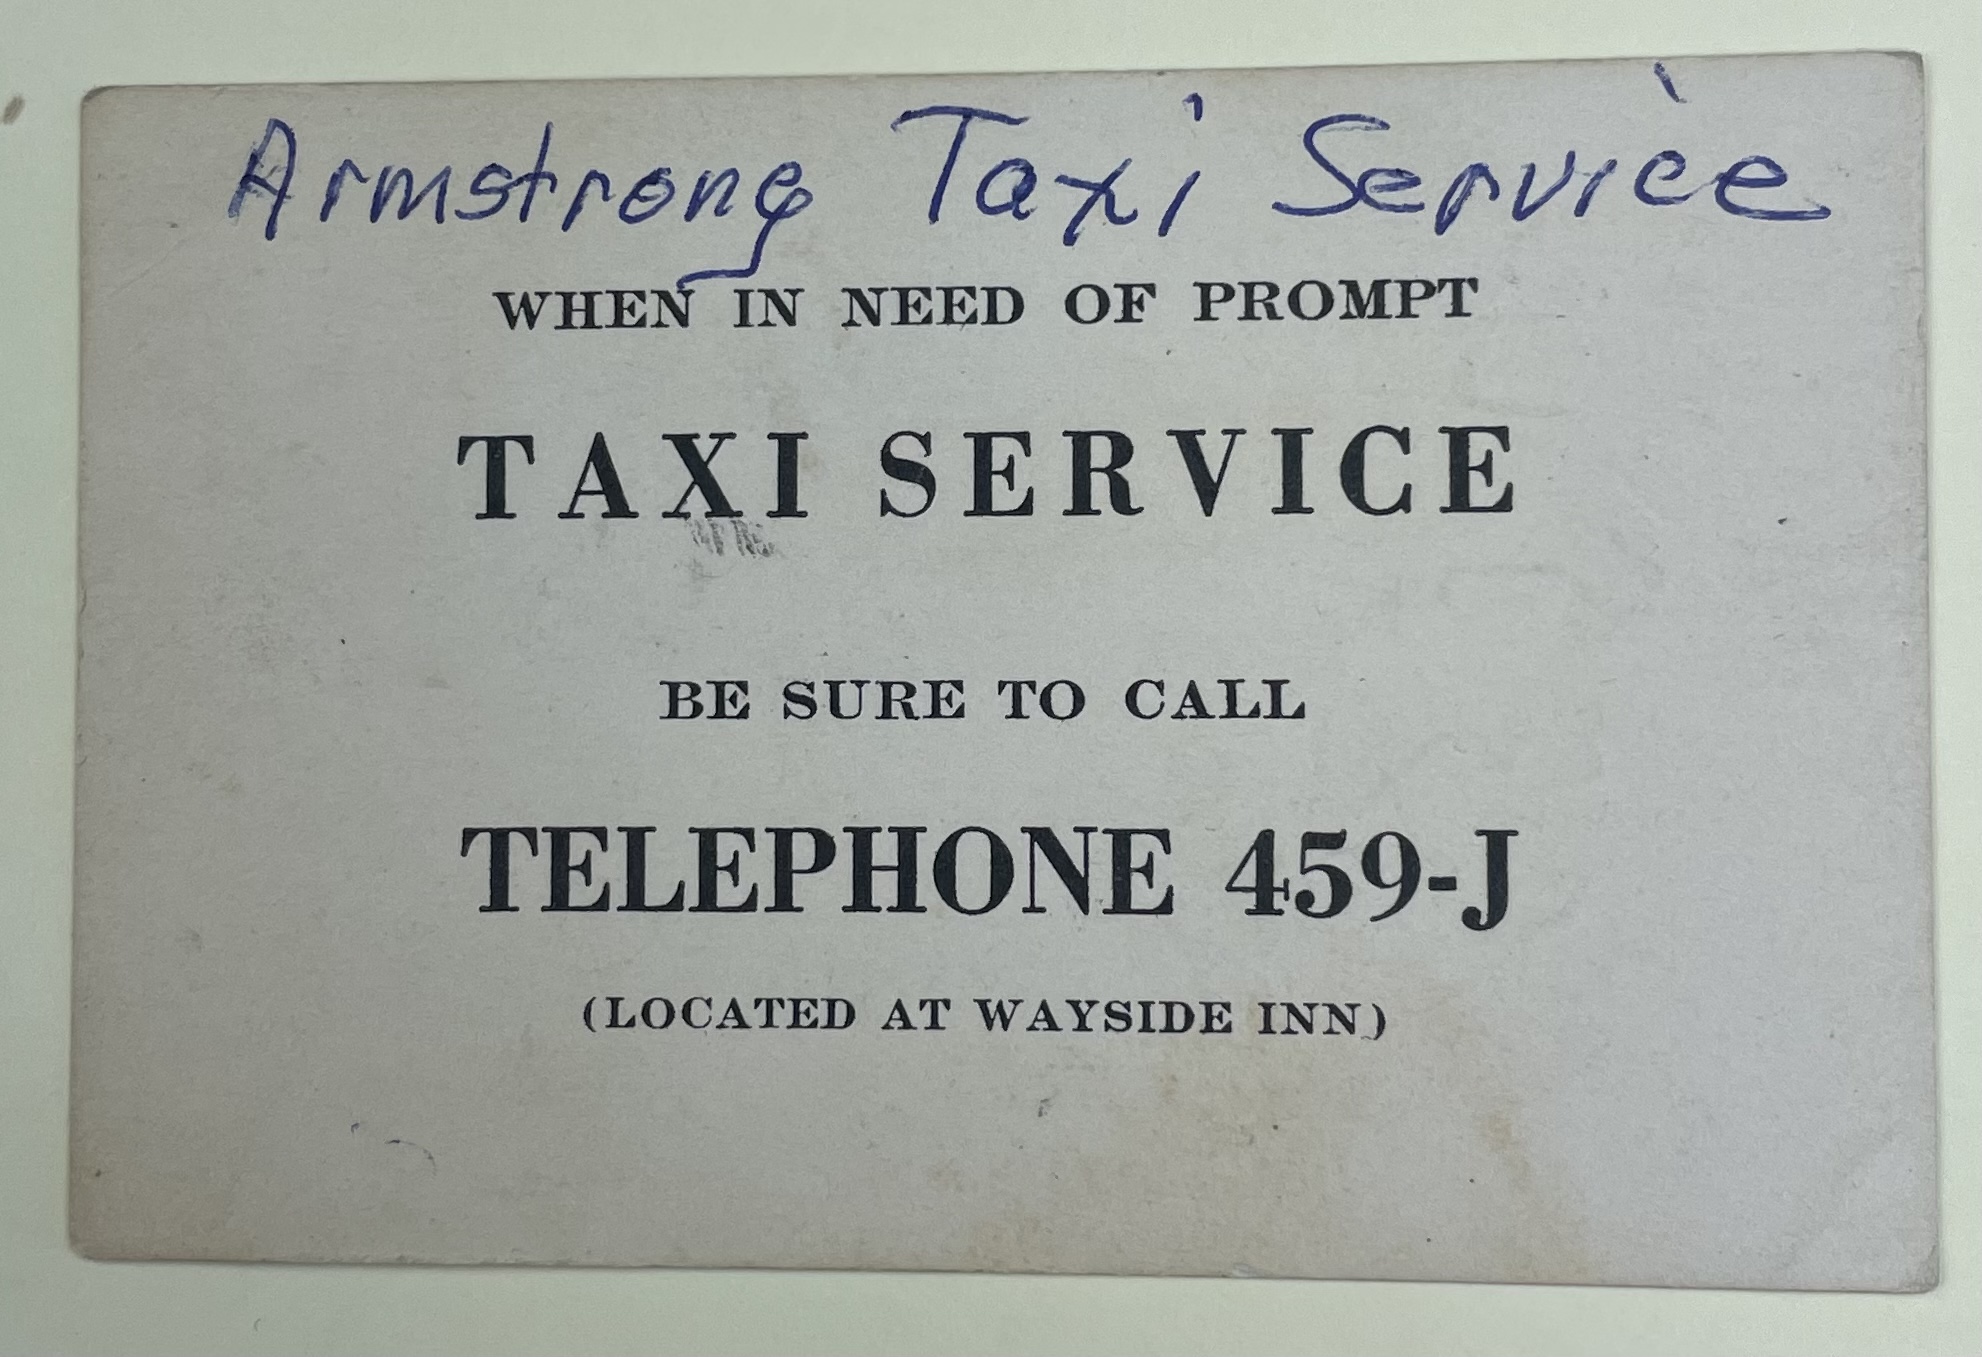 Armstrong Taxi Service
WHEN IN NEED OF PROMPT
TAXI SERVICE
BE SURE TO CALL
TELEPHONE 459-J
(LOCATED AT WAYSIDE INN)